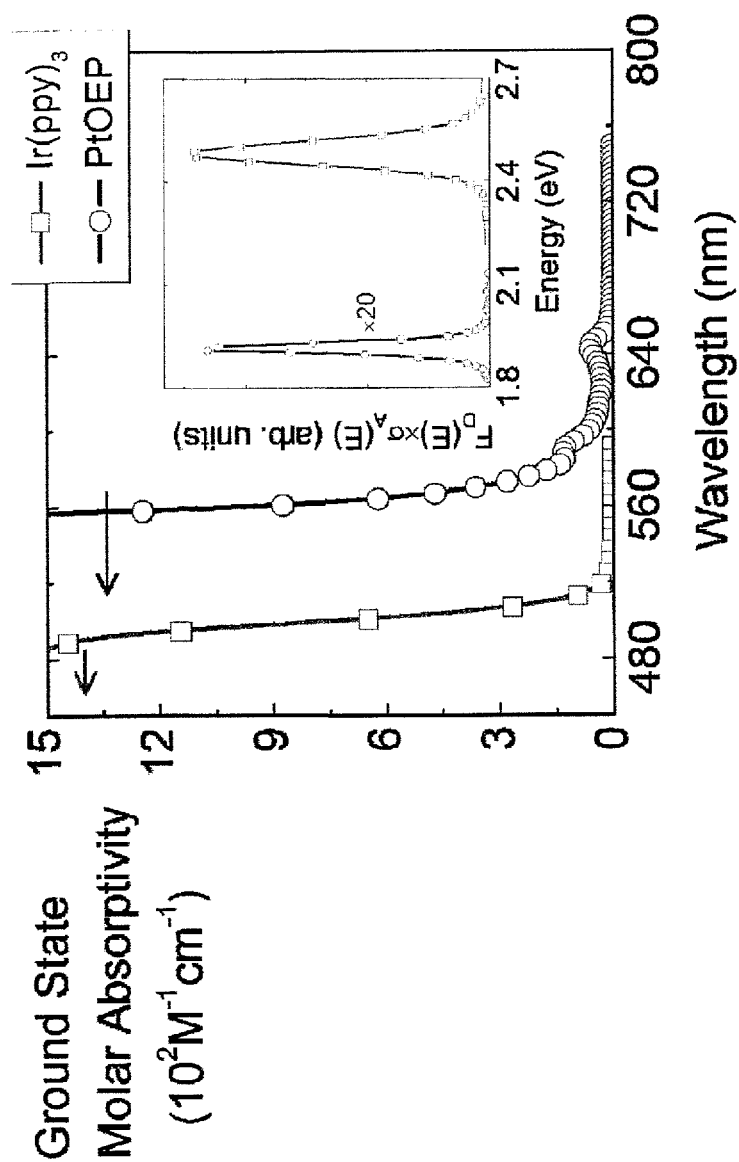 Ground State
Molar Absorptivity
(10²M⁻¹cm⁻¹)
15
12
9
6
3
0
480
560
640
720
800
Wavelength (nm)
Ir(ppy)₃
PtOEP
F_D(E)×σ_A(E) (arb. units)
×20
1.8
2.1
2.4
2.7
Energy (eV)